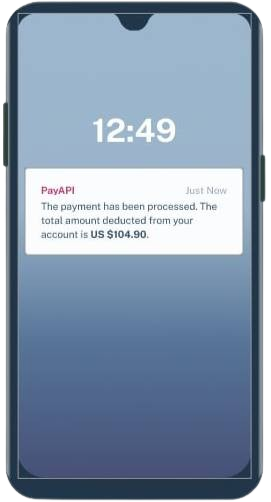 12:49
PayAPI Just Now
The payment has been processed. The
total amount deducted from your
account is US $104.90.